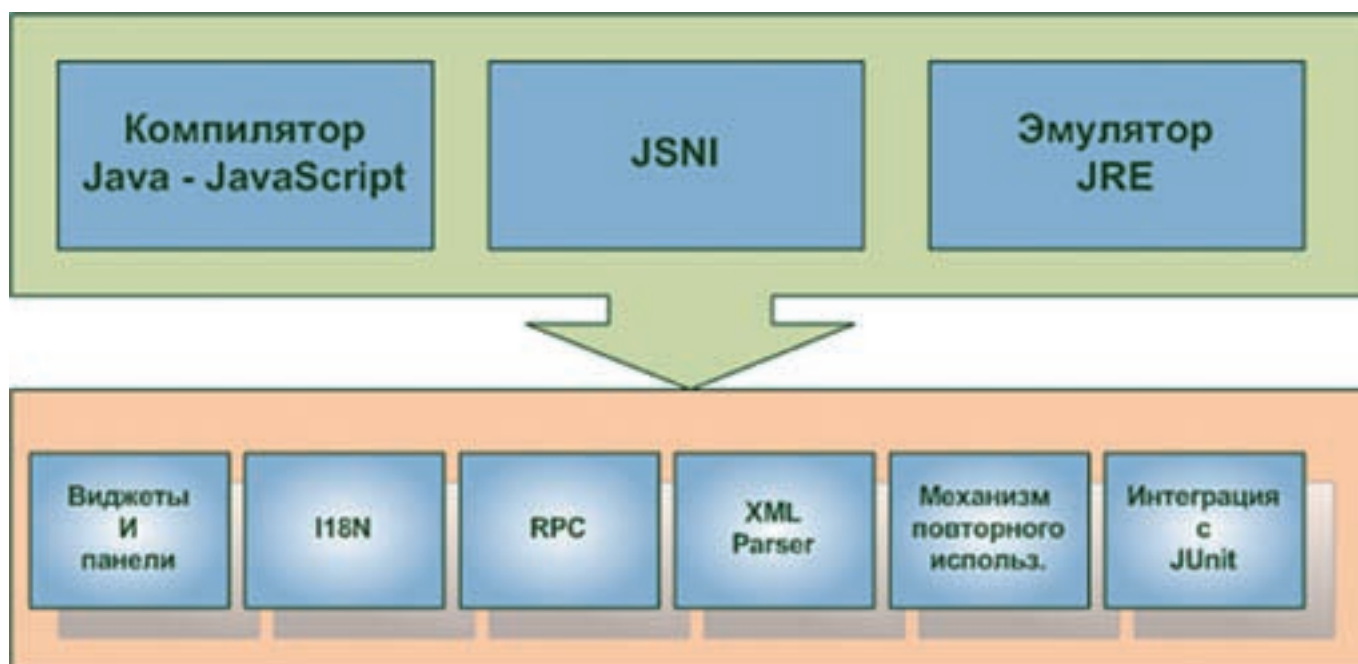 Компилятор
Java - JavaScript
JSNI
Эмулятор
JRE
Виджеты
И
панели
I18N
RPC
XML
Parser
Механизм
повторного
использ.
Интеграция
с
JUnit